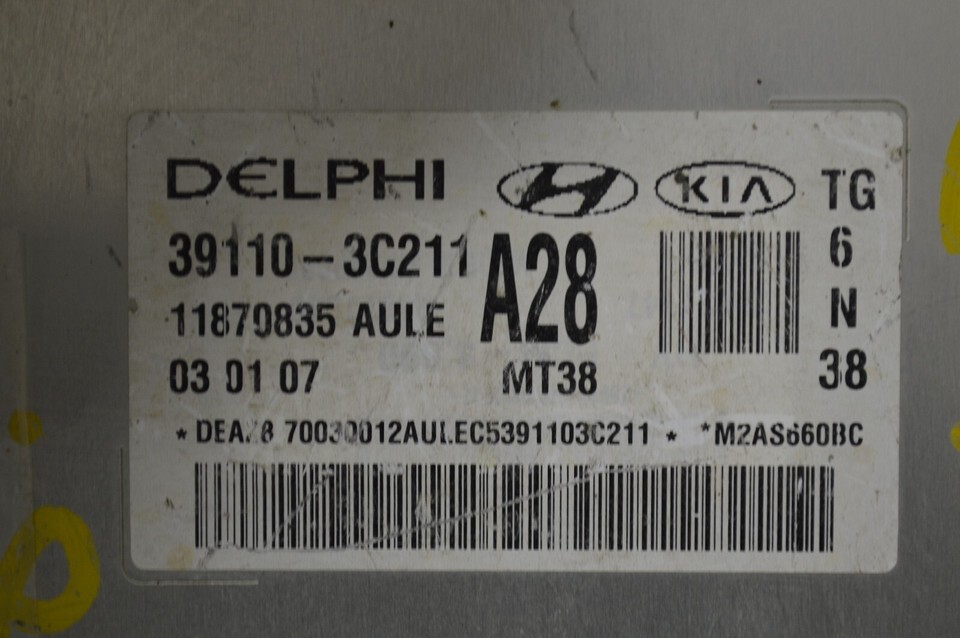 DELPHI H KIA TG
39110-3C211 A28 6
11870835 AULE N
03 01 07 MT38 38
*M2AS660BC